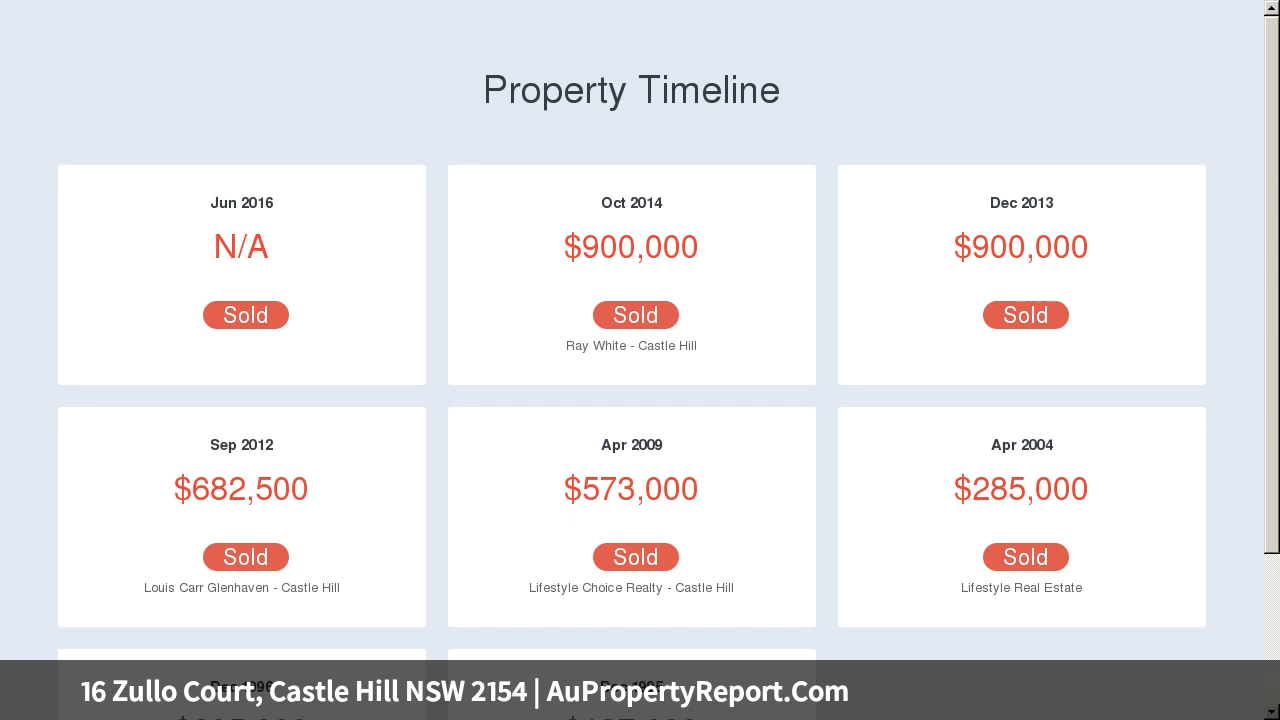 Property Timeline
Jun 2016
N/A
Sold
Oct 2014
$900,000
Sold
Ray White - Castle Hill
Dec 2013
$900,000
Sold
Sep 2012
$682,500
Sold
Louis Carr Glenhaven - Castle Hill
Apr 2009
$573,000
Sold
Lifestyle Choice Realty - Castle Hill
Apr 2004
$285,000
Sold
Lifestyle Real Estate
16 Zullo Court, Castle Hill NSW 2154 | AuPropertyReport.Com